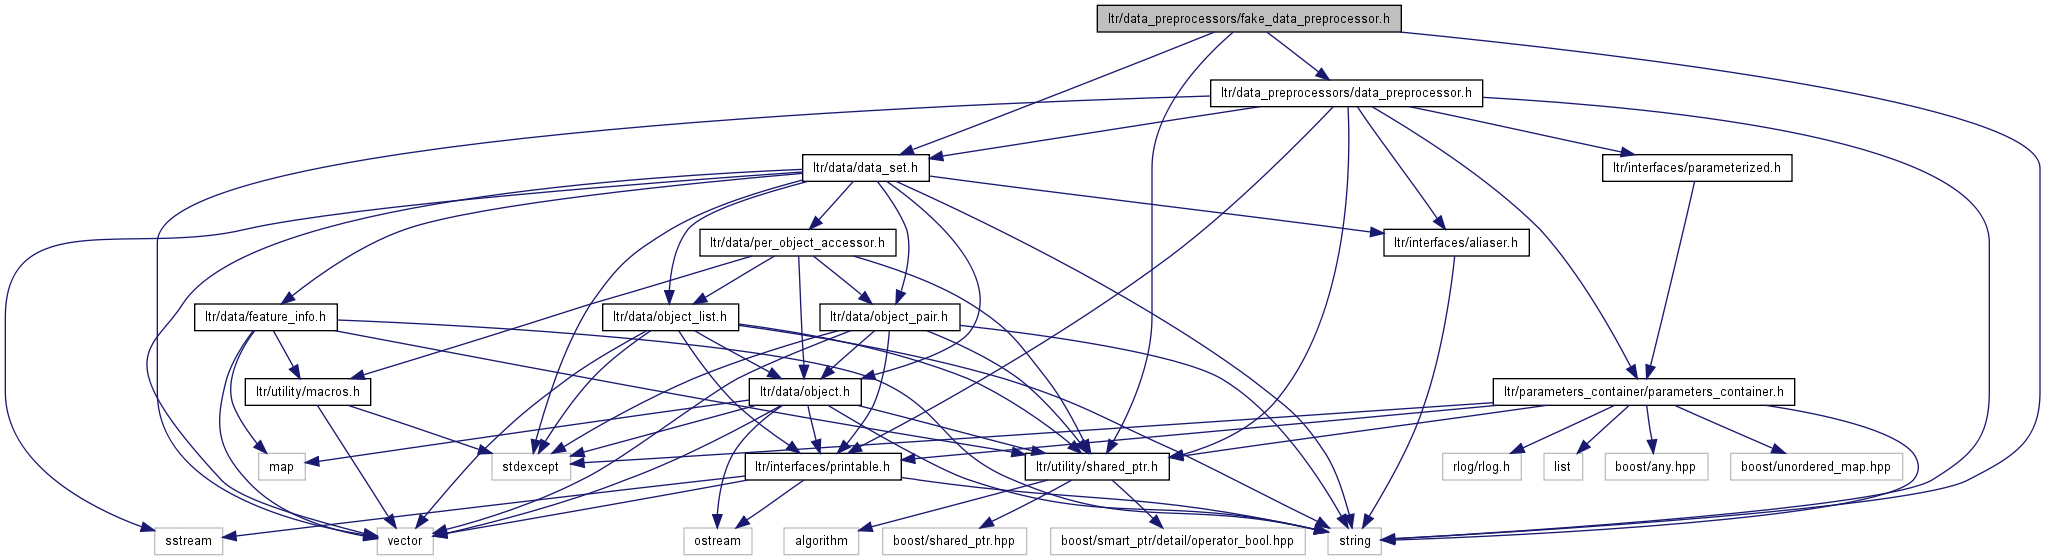 ltr/data_preprocessors/fake_data_preprocessor.h
ltr/data_preprocessors/data_preprocessor.h
ltr/data/data_set.h
ltr/interfaces/parameterized.h
ltr/data/per_object_accessor.h
ltr/interfaces/aliaser.h
ltr/data/feature_info.h
ltr/data/object_list.h
ltr/data/object_pair.h
ltr/utility/macros.h
ltr/data/object.h
ltr/parameters_container/parameters_container.h
map
stdexcept
ltr/interfaces/printable.h
ltr/utility/shared_ptr.h
rlog/rlog.h
list
boost/any.hpp
boost/unordered_map.hpp
sstream
vector
ostream
algorithm
boost/shared_ptr.hpp
boost/smart_ptr/detail/operator_bool.hpp
string